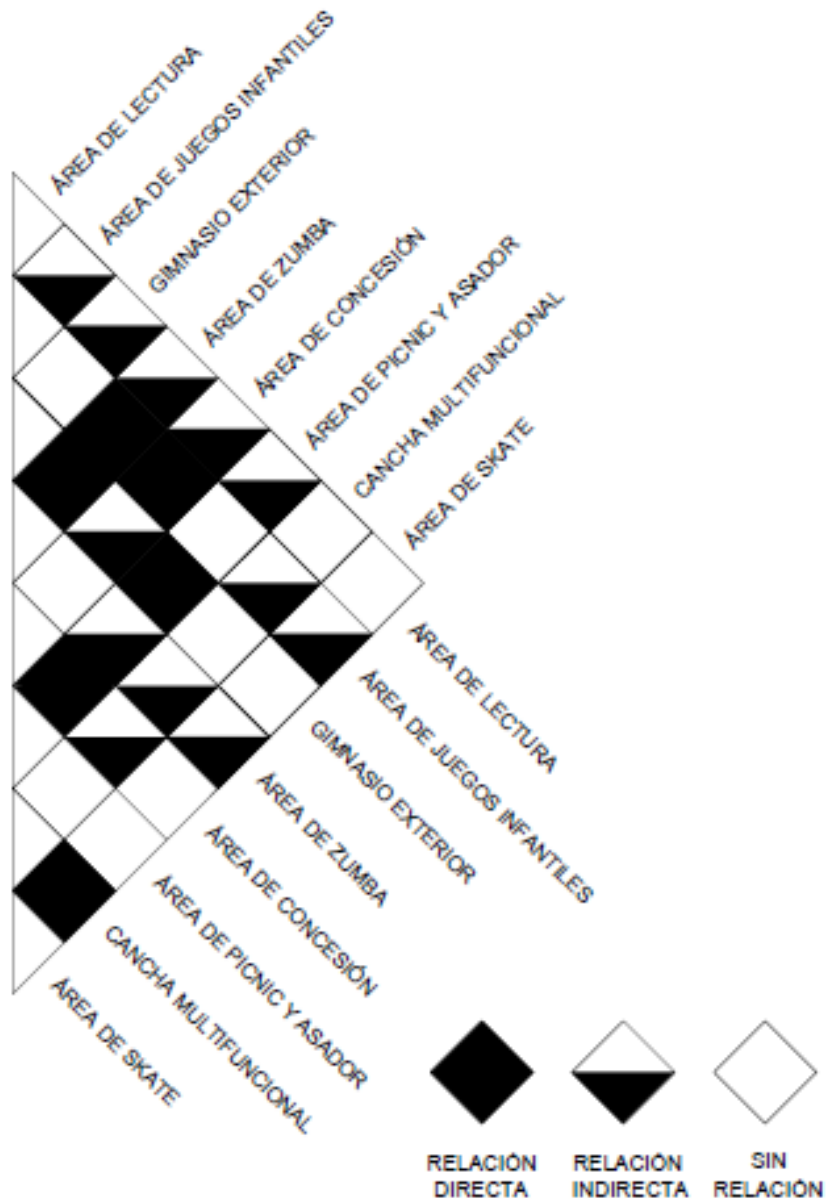 ÁREA DE LECTURA
ÁREA DE JUEGOS INFANTILES
GIMNASIO EXTERIOR
ÁREA DE ZUMBA
ÁREA DE CONCESIÓN
ÁREA DE PICNIC Y ASADOR
CANCHA MULTIFUNCIONAL
ÁREA DE SKATE
ÁREA DE LECTURA
ÁREA DE JUEGOS INFANTILES
GIMNASIO EXTERIOR
ÁREA DE ZUMBA
ÁREA DE CONCESIÓN
ÁREA DE PICNIC Y ASADOR
CANCHA MULTIFUNCIONAL
ÁREA DE SKATE
RELACIÓN
DIRECTA
RELACIÓN
INDIRECTA
SIN
RELACIÓN